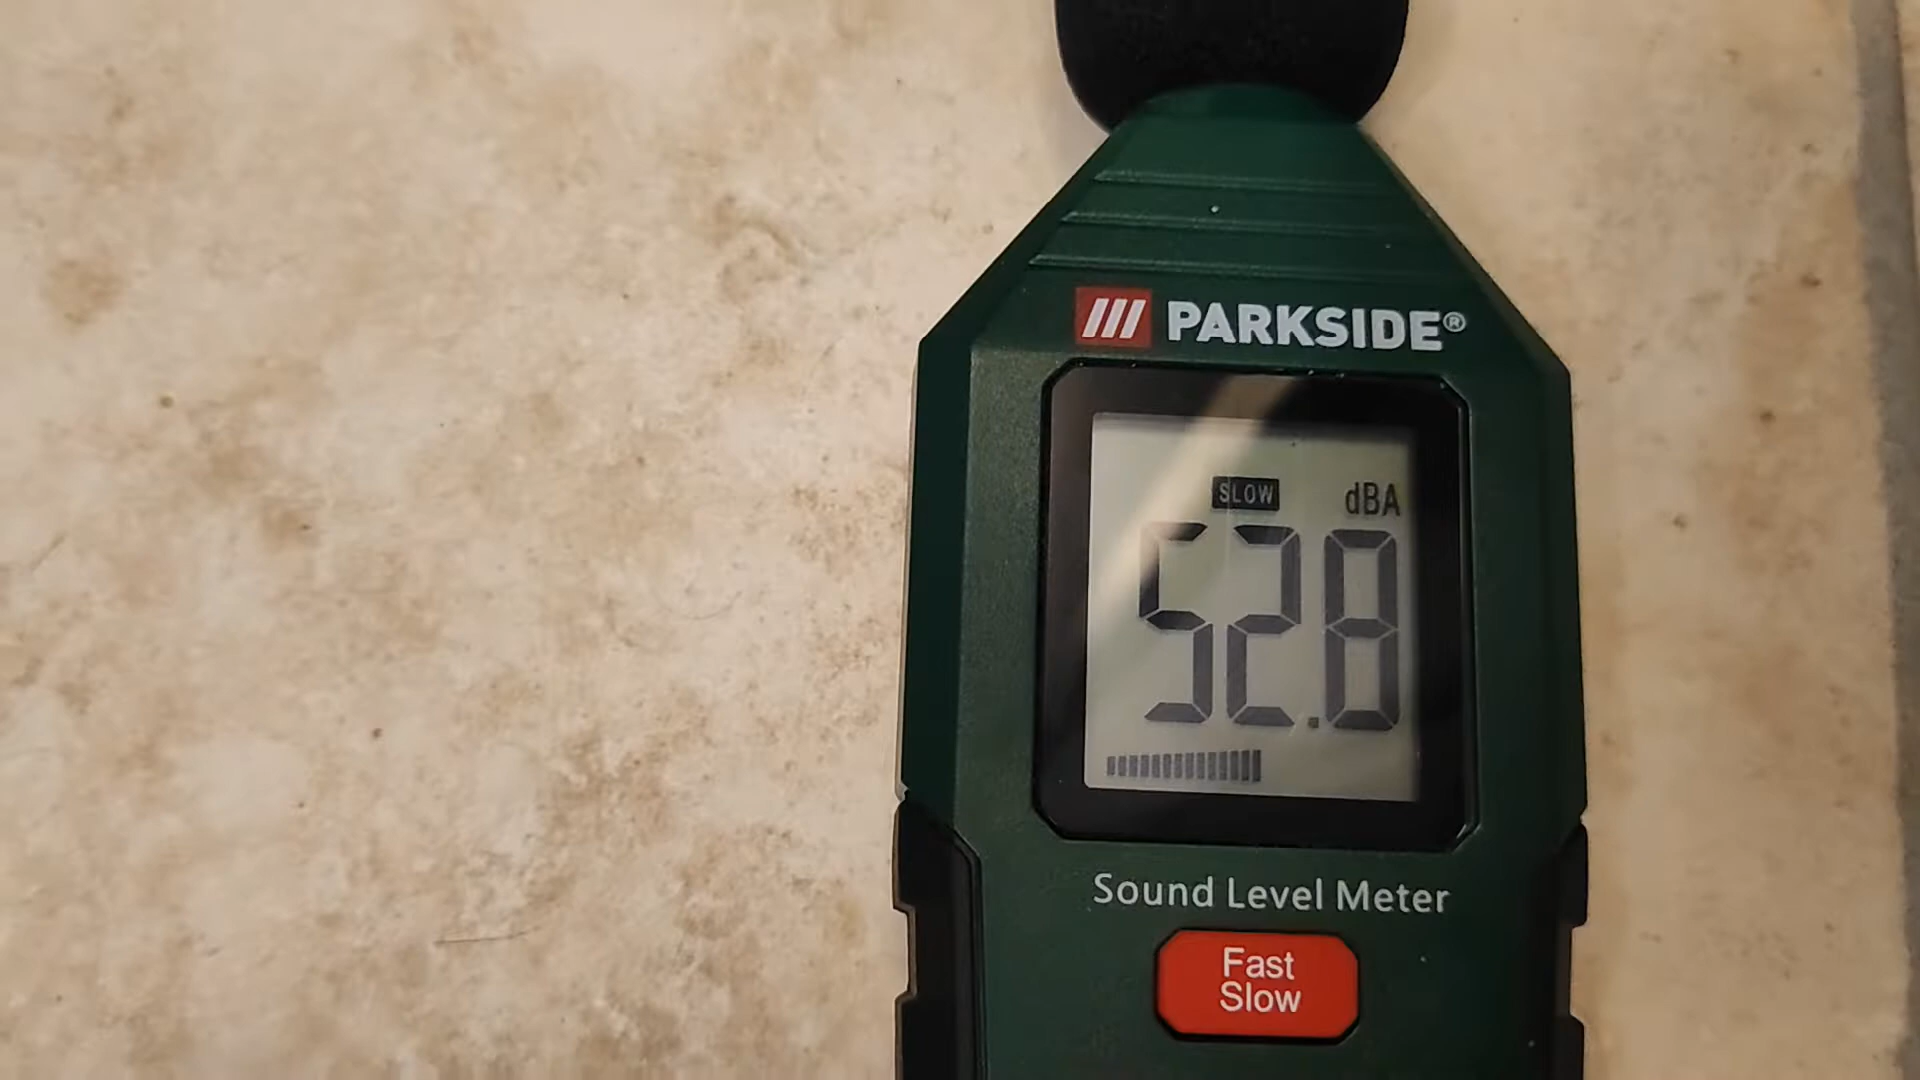 PARKSIDE®
SLOW dBA
52.8
Sound Level Meter
Fast
Slow